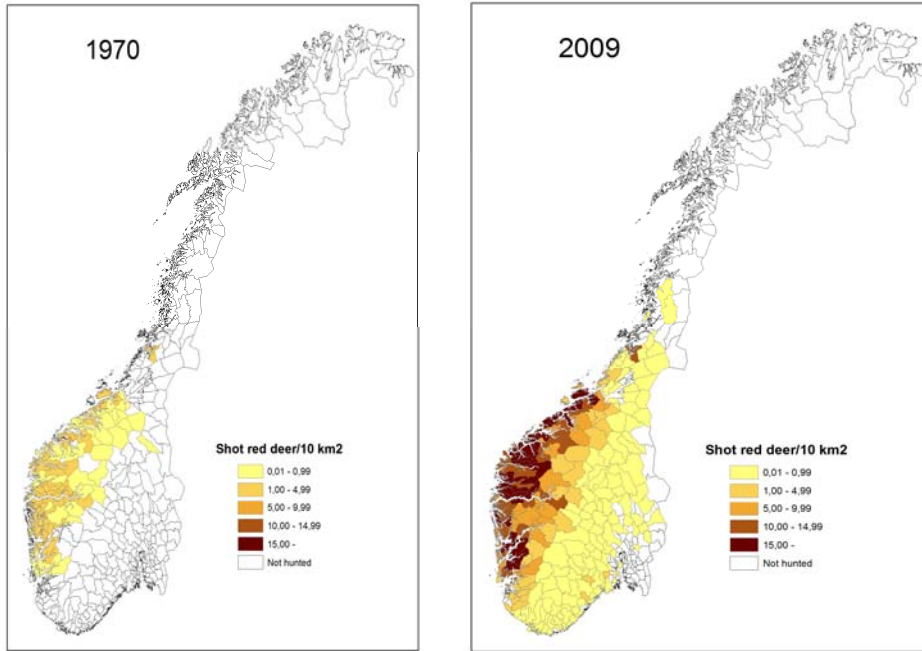 1970
Shot red deer/10 km2
0,01 - 0,99
1,00 - 4,99
5,00 - 9,99
10,00 - 14,99
15,00 -
Not hunted
2009
Shot red deer/10 km2
0,01 - 0,99
1,00 - 4,99
5,00 - 9,99
10,00 - 14,99
15,00 -
Not hunted